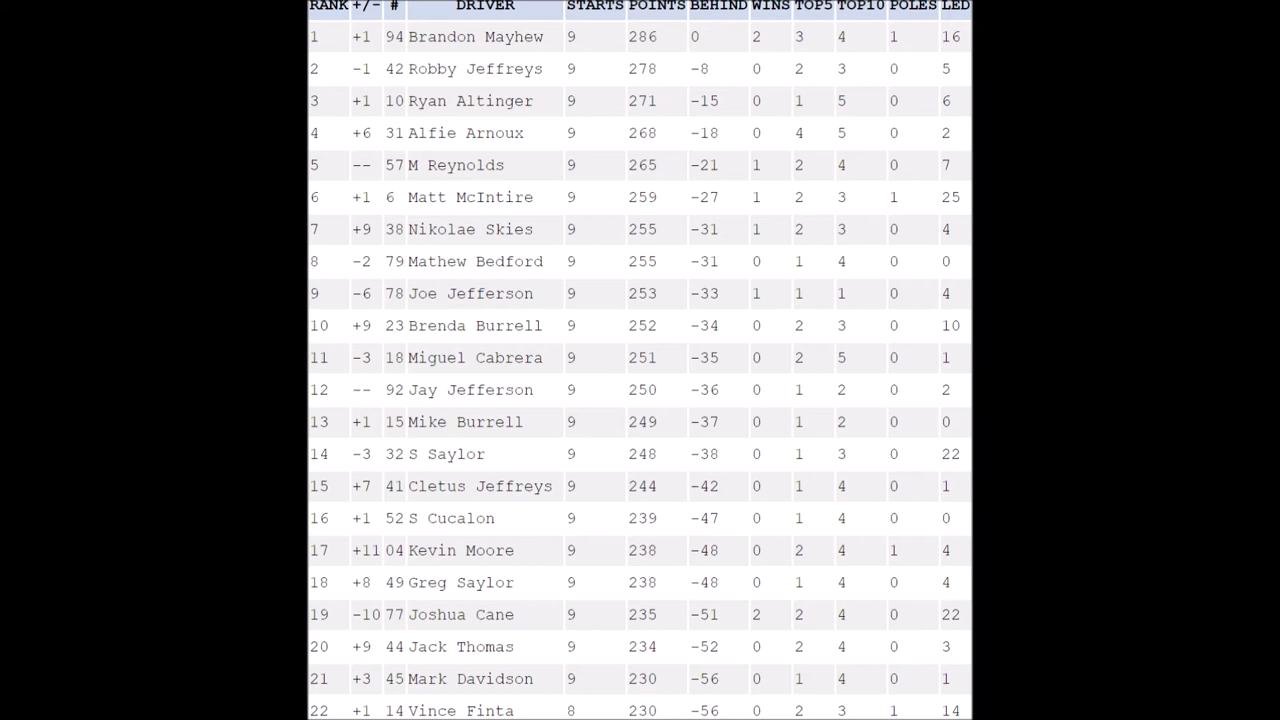 RANK +/- # DRIVER STARTS POINTS BEHIND WINS TOP5 TOP10 POLES LED
1 +1 94 Brandon Mayhew 9 286 0 2 3 4 1 16
2 -1 42 Robby Jeffreys 9 278 -8 0 2 3 0 5
3 +1 10 Ryan Altinger 9 271 -15 0 1 5 0 6
4 +6 31 Alfie Arnoux 9 268 -18 0 4 5 0 2
5 -- 57 M Reynolds 9 265 -21 1 2 4 0 7
6 +1 6 Matt McIntire 9 259 -27 1 2 3 1 25
7 +9 38 Nikolae Skies 9 255 -31 1 2 3 0 4
8 -2 79 Mathew Bedford 9 255 -31 0 1 4 0 0
9 -6 78 Joe Jefferson 9 253 -33 1 1 1 0 4
10 +9 23 Brenda Burrell 9 252 -34 0 2 3 0 10
11 -3 18 Miguel Cabrera 9 251 -35 0 2 5 0 1
12 -- 92 Jay Jefferson 9 250 -36 0 1 2 0 2
13 +1 15 Mike Burrell 9 249 -37 0 1 2 0 0
14 -3 32 S Saylor 9 248 -38 0 1 3 0 22
15 +7 41 Cletus Jeffreys 9 244 -42 0 1 4 0 1
16 +1 52 S Cucalon 9 239 -47 0 1 4 0 0
17 +11 04 Kevin Moore 9 238 -48 0 2 4 1 4
18 +8 49 Greg Saylor 9 238 -48 0 1 4 0 4
19 -10 77 Joshua Cane 9 235 -51 2 2 4 0 22
20 +9 44 Jack Thomas 9 234 -52 0 2 4 0 3
21 +3 45 Mark Davidson 9 230 -56 0 1 4 0 1
22 +1 14 Vince Finta 8 230 -56 0 2 3 1 14